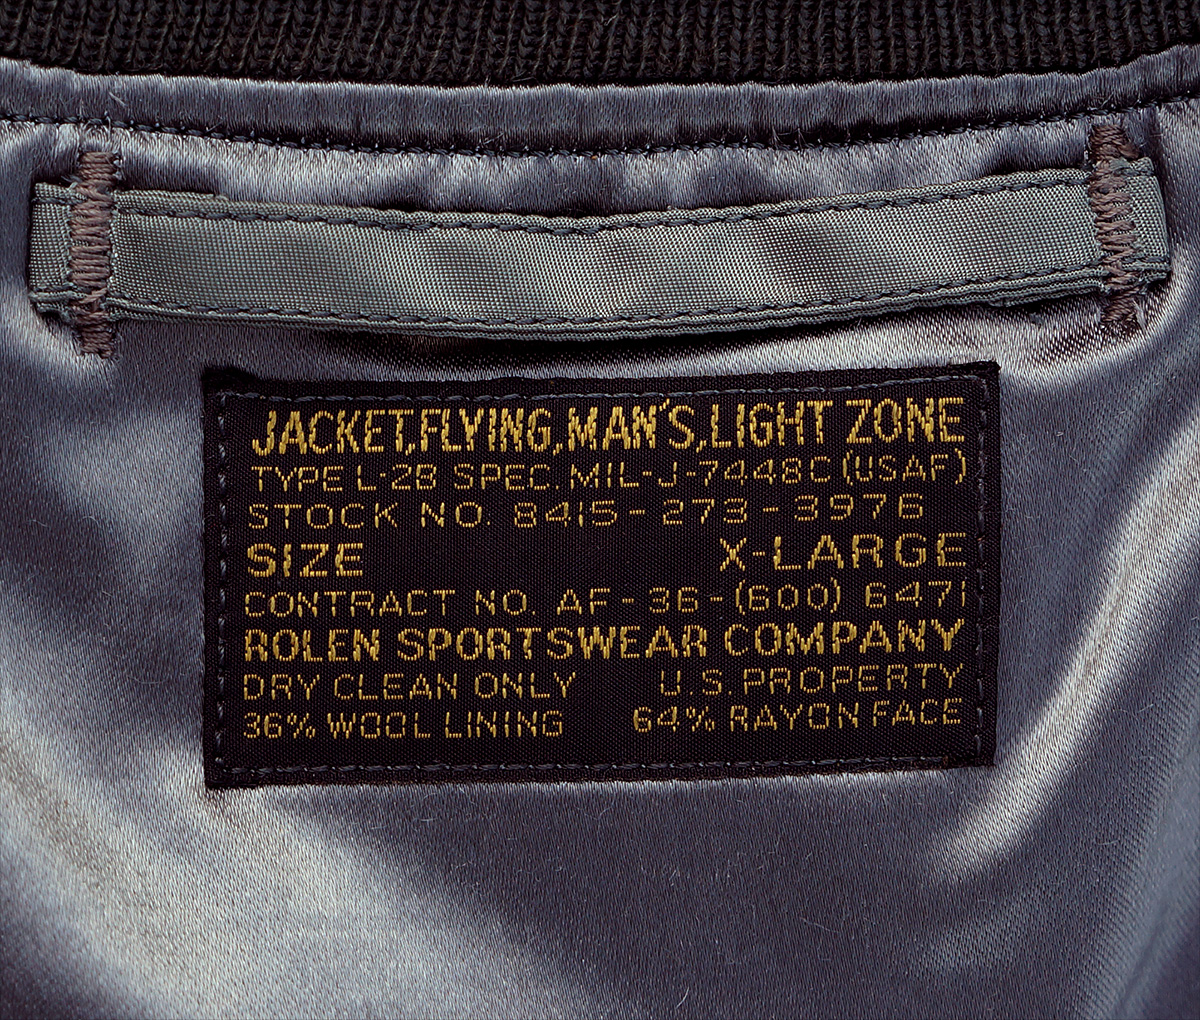 JACKET,FLYING,MAN'S,LIGHT ZONE
TYPE L-2B SPEC. MIL-J-7448C (USAF)
STOCK NO. 8415-273-3976
SIZE X-LARGE
CONTRACT NO. AF-36-(600) 6471
ROLEN SPORTSWEAR COMPANY
DRY CLEAN ONLY U.S. PROPERTY
36% WOOL LINING 64% RAYON FACE